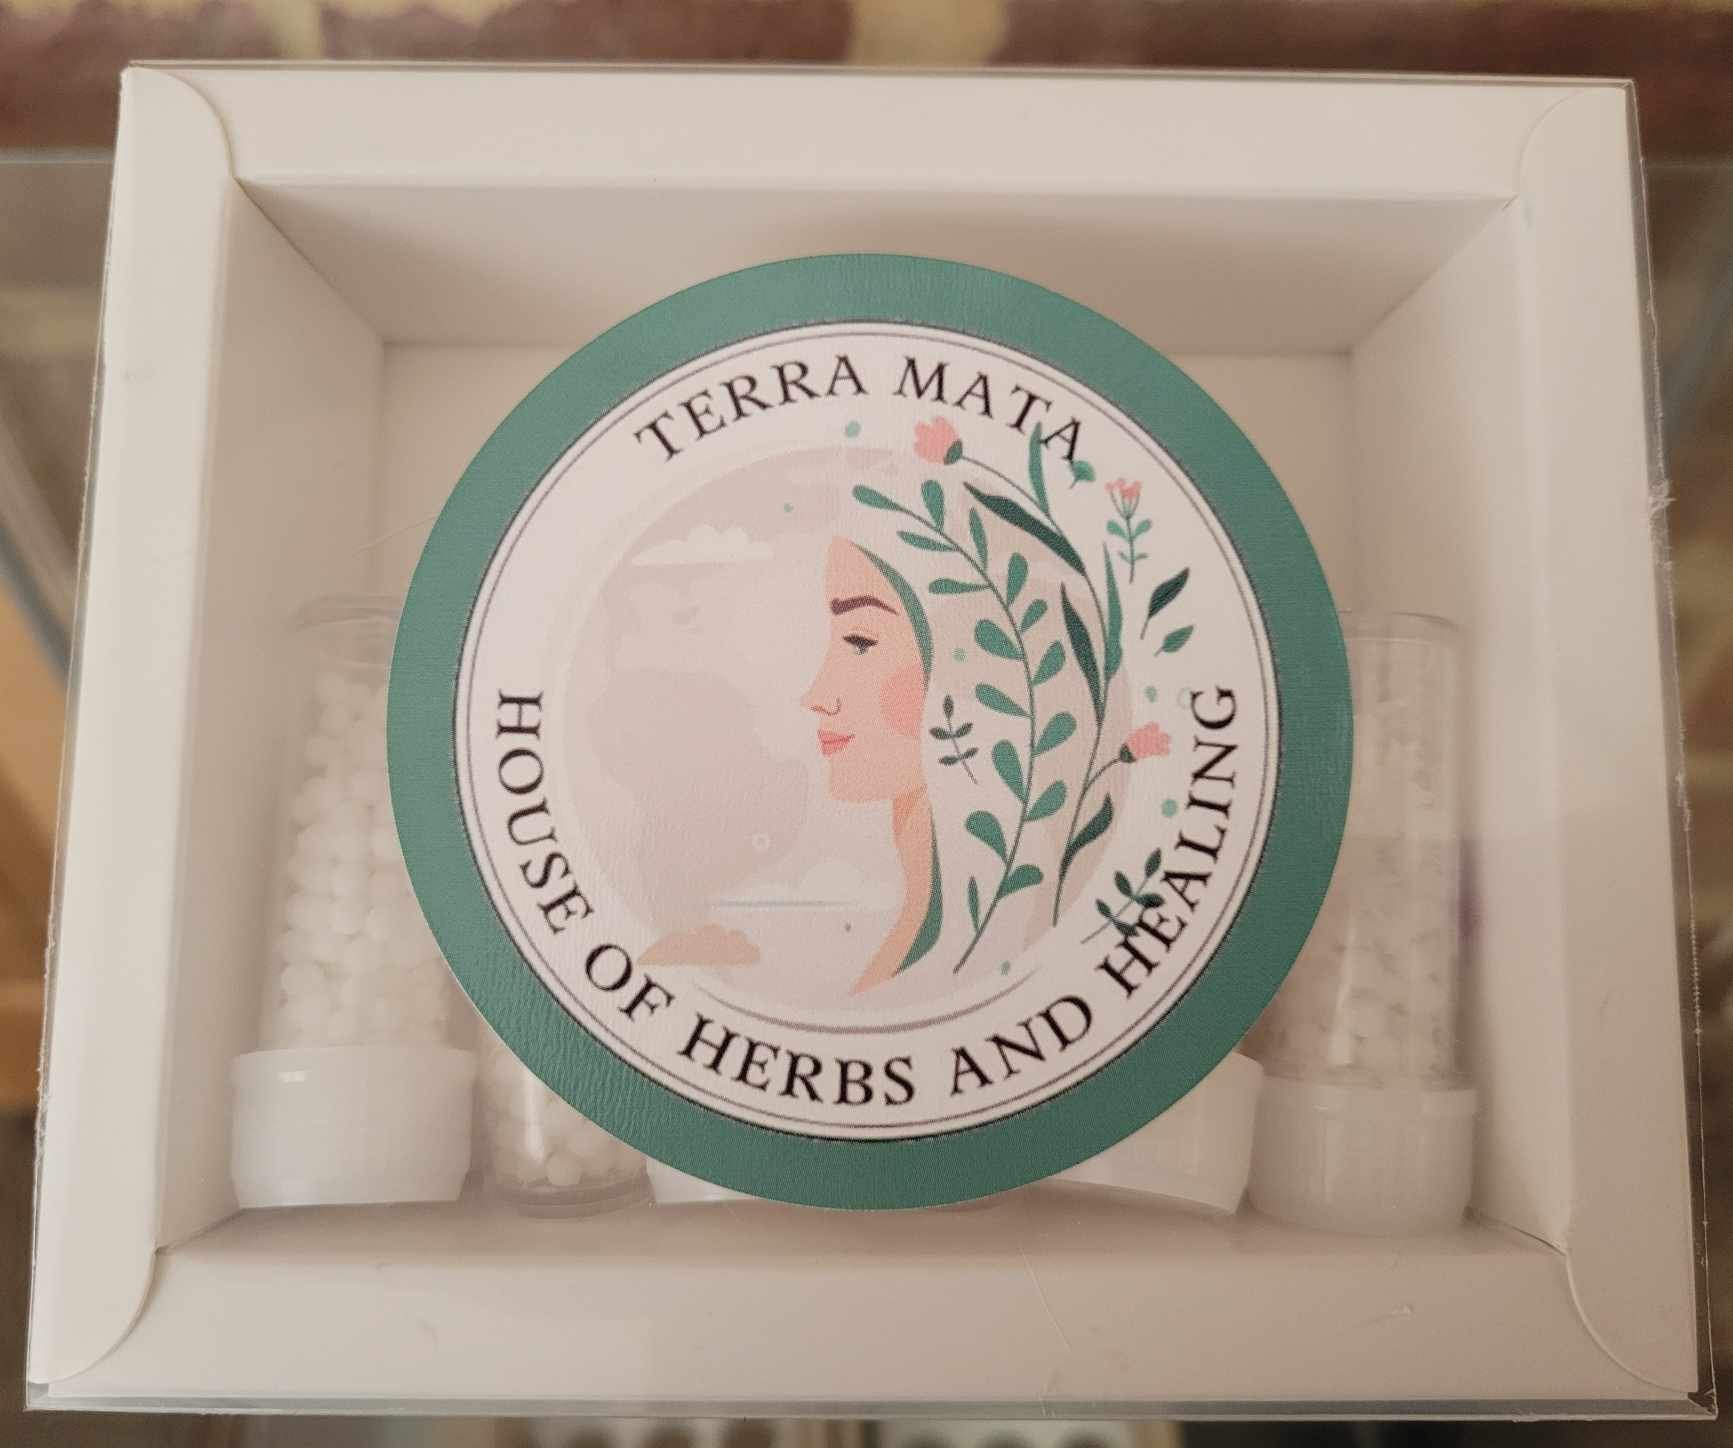 TERRA MATA
HOUSE OF HERBS AND HEALING